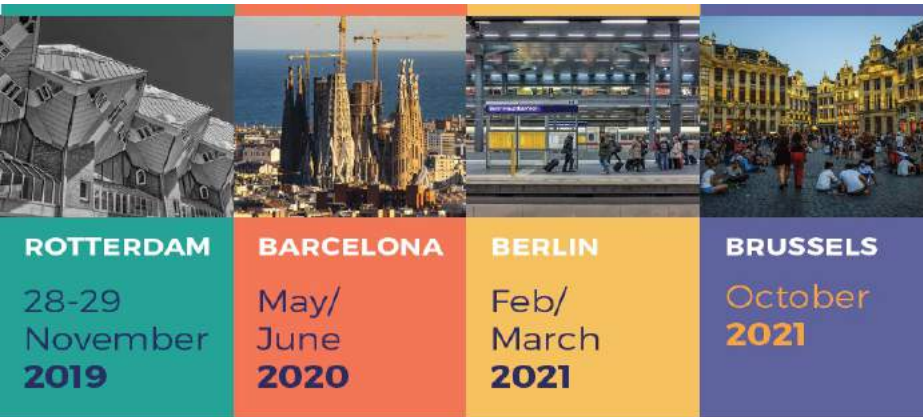 ROTTERDAM
28-29
November
2019
BARCELONA
May/
June
2020
BERLIN
Feb/
March
2021
BRUSSELS
October
2021